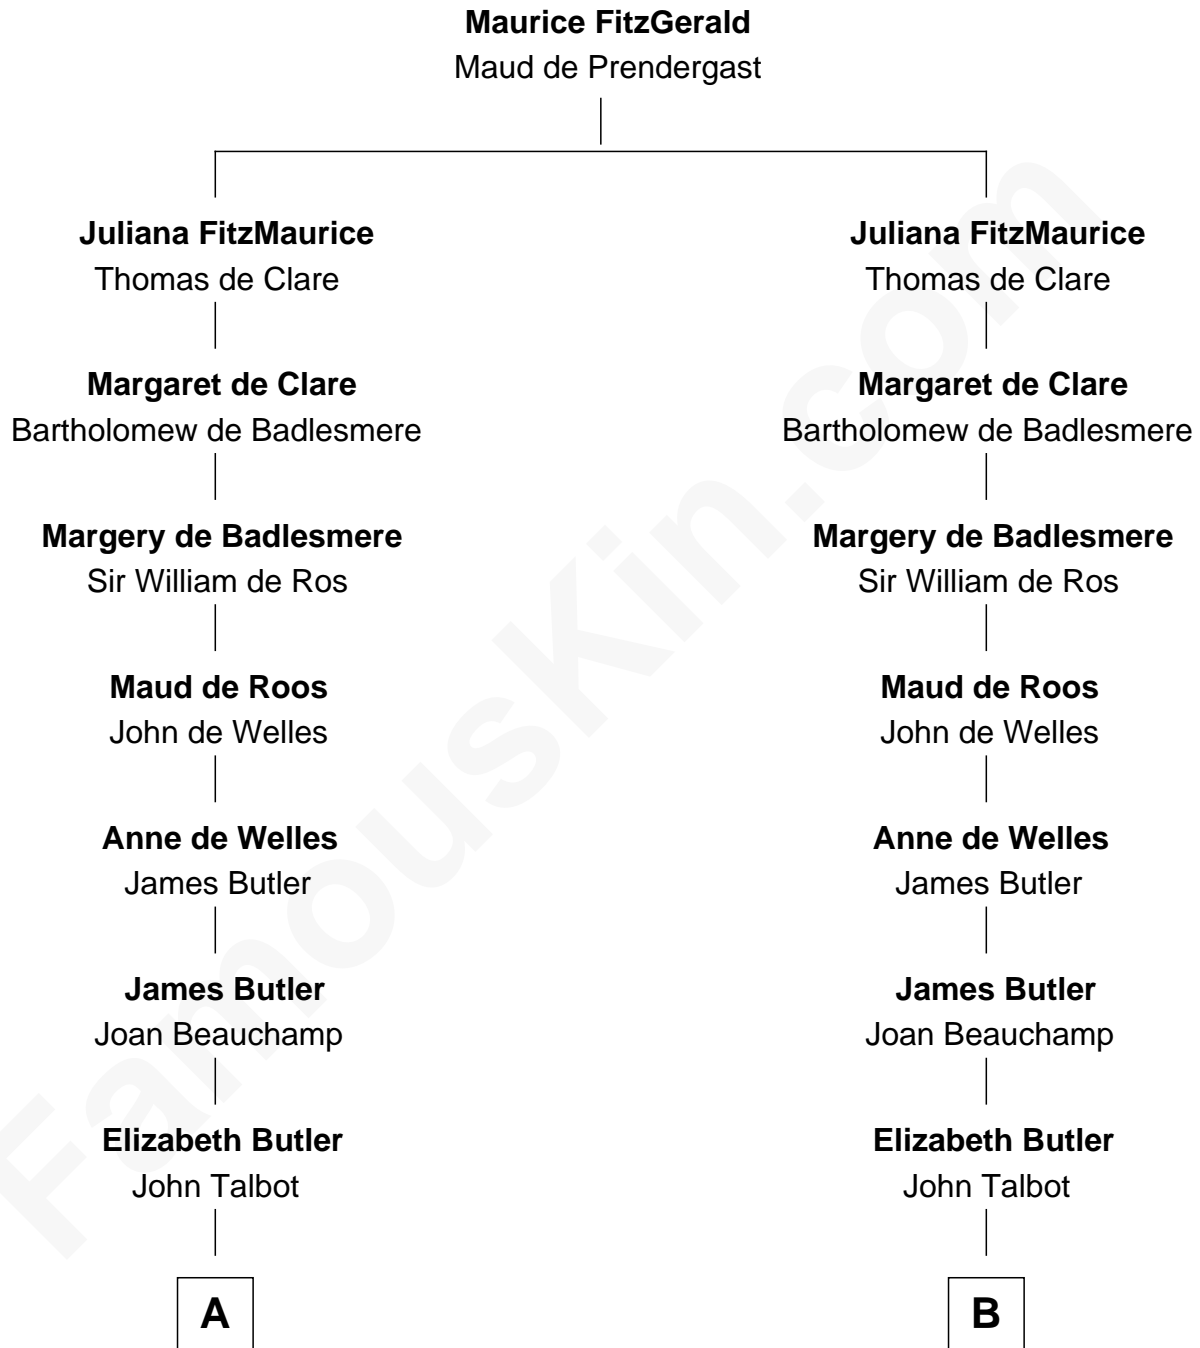 Maurice FitzGerald
Maud de Prendergast
Juliana FitzMaurice
Thomas de Clare
Juliana FitzMaurice
Thomas de Clare
Margaret de Clare
Bartholomew de Badlesmere
Margaret de Clare
Bartholomew de Badlesmere
Margery de Badlesmere
Sir William de Ros
Margery de Badlesmere
Sir William de Ros
Maud de Roos
John de Welles
Maud de Roos
John de Welles
Anne de Welles
James Butler
Anne de Welles
James Butler
James Butler
Joan Beauchamp
James Butler
Joan Beauchamp
Elizabeth Butler
John Talbot
Elizabeth Butler
John Talbot
A
B
FamousKin.com